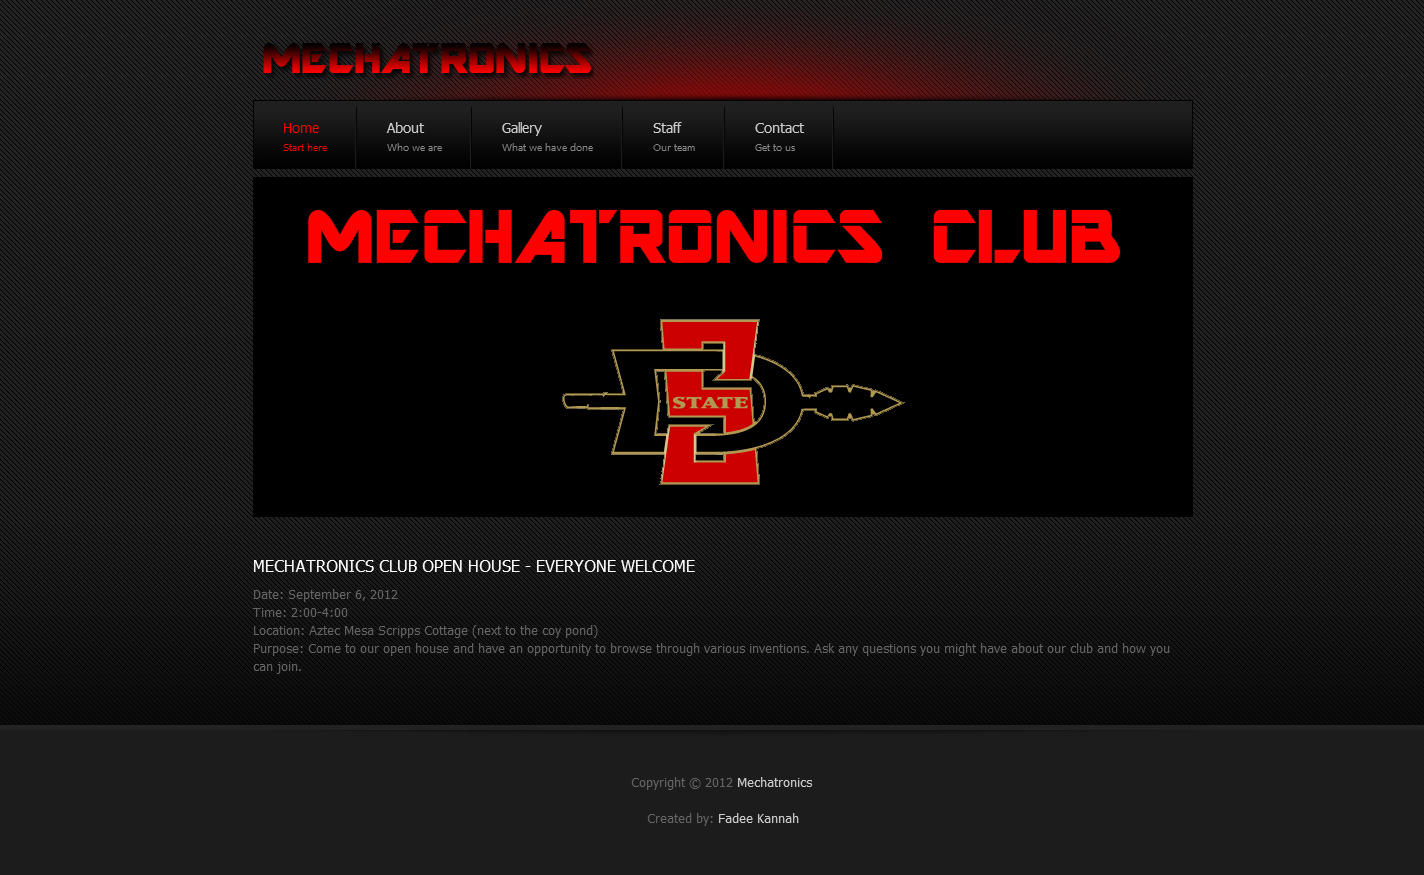 MECHATRONICS
Home About Gallery Staff Contact
Start here Who we are What we have done Our team Get to us
MECHATRONICS CLUB
SD
STATE
MECHATRONICS CLUB OPEN HOUSE - EVERYONE WELCOME
Date: September 6, 2012
Time: 2:00-4:00
Location: Aztec Mesa Scripps Cottage (next to the coy pond)
Purpose: Come to our open house and have an opportunity to browse through various inventions. Ask any questions you might have about our club and how you
can join.
Copyright © 2012 Mechatronics
Created by: Fadee Kannah